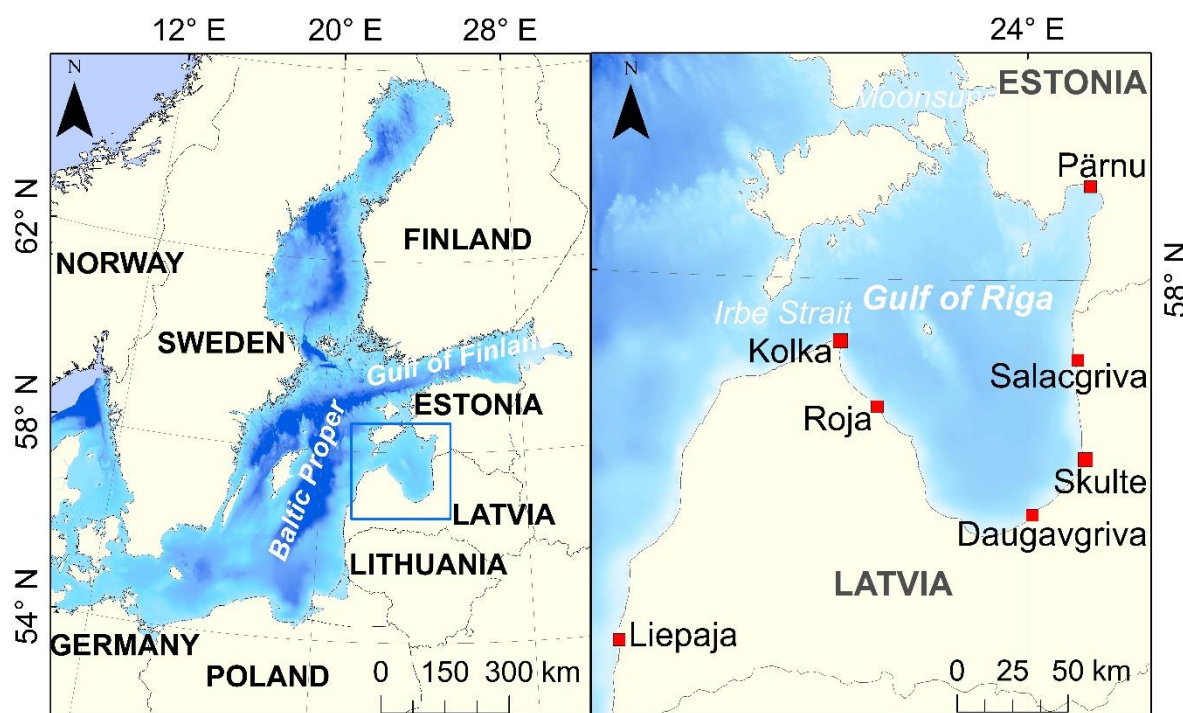 12° E
20° E
28° E
24° E
N
N
ESTONIA
Pärnu
62° N
FINLAND
NORWAY
58° N
Gulf of Riga
Irbe Strait
SWEDEN
Gulf of Finland
Kolka
Salacgriva
58° N
ESTONIA
Roja
Baltic Proper
Skulte
LATVIA
Daugavgriva
LITHUANIA
LATVIA
54° N
GERMANY
Liepaja
POLAND
0 150 300 km
0 25 50 km